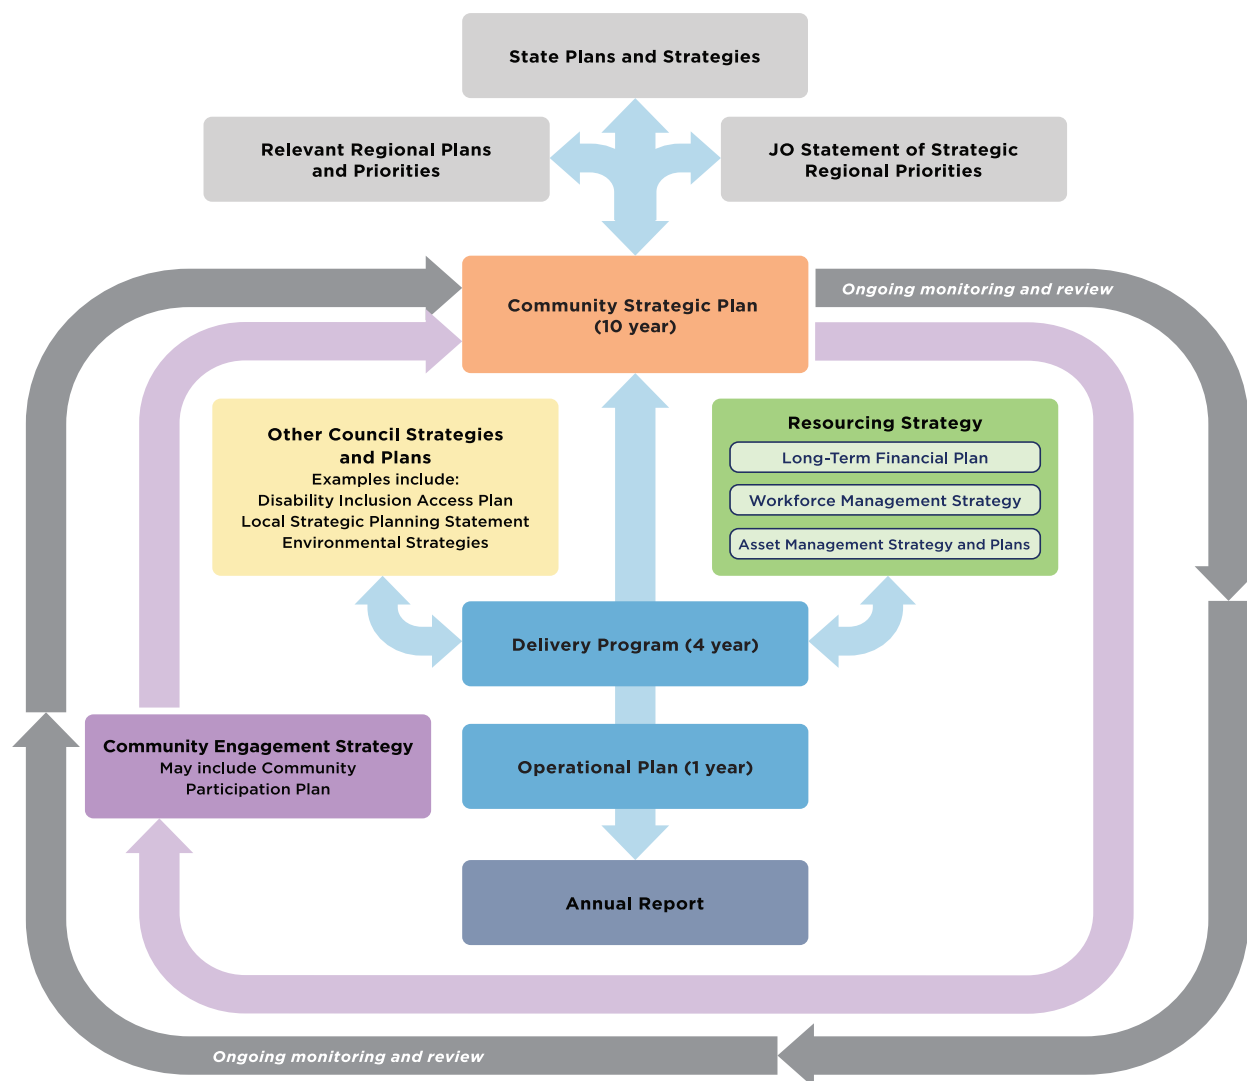 State Plans and Strategies
Relevant Regional Plans
and Priorities
JO Statement of Strategic
Regional Priorities
Community Strategic Plan
(10 year)
Ongoing monitoring and review
Other Council Strategies
and Plans
Examples include:
Disability Inclusion Access Plan
Local Strategic Planning Statement
Environmental Strategies
Resourcing Strategy
Long-Term Financial Plan
Workforce Management Strategy
Asset Management Strategy and Plans
Delivery Program (4 year)
Community Engagement Strategy
May include Community
Participation Plan
Operational Plan (1 year)
Annual Report
Ongoing monitoring and review